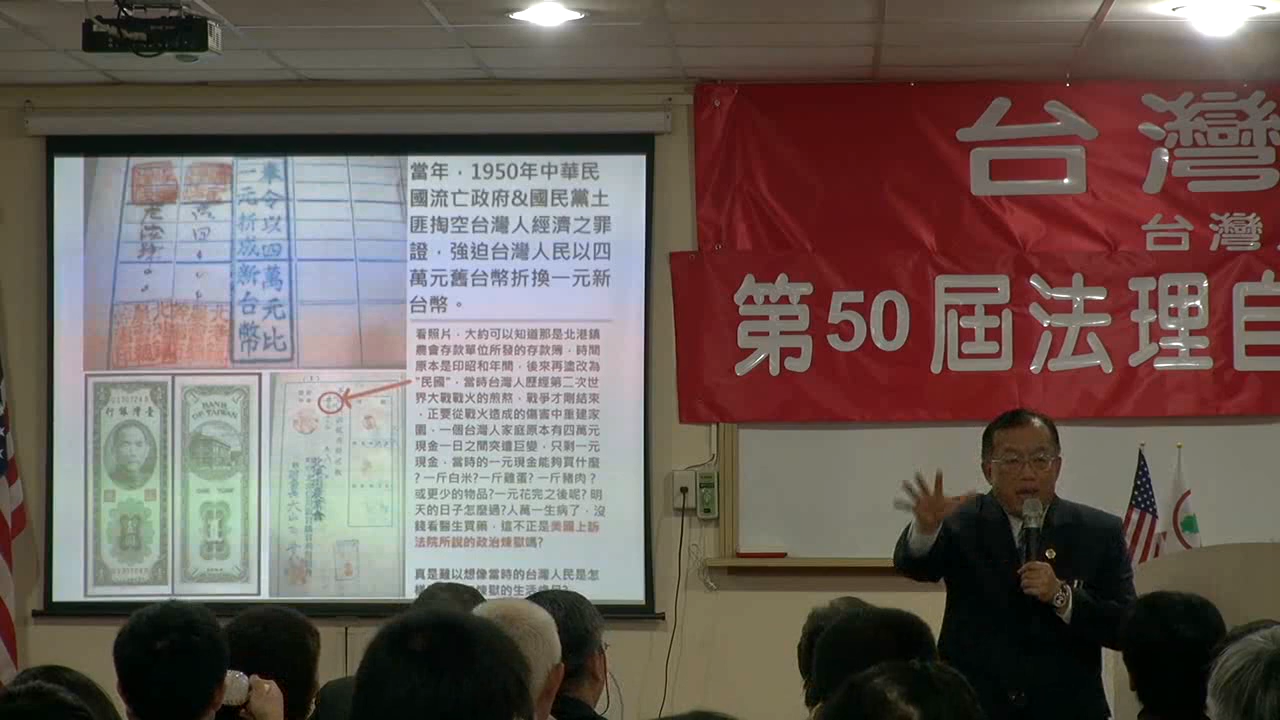 當年，1950年中華民
國流亡政府&國民黨土
匪掏空台灣人經濟之罪
證，強迫台灣人民以四
萬元舊台幣折換一元新
台幣。
看照片，大約可以知道那是北港鎮
農會存款單位所發的存款簿，時間
原本是印昭和年間，後來再塗改為
"民國"，當時台灣人歷經第二次世
界大戰戰火的煎熬，戰爭才剛結束
，正要從戰火造成的傷害中重建家
園，一個台灣人家庭原本有四萬元
現金一日之間突遭巨變，只剩一元
現金，當時的一元現金能夠買什麼
？一斤白米?一斤雞蛋? 一斤豬肉？
或更少的物品?一元花完之後呢? 明
天的日子怎麼過?人萬一生病了，沒
錢看醫生買藥，這不正是美國上訴
法院所說的政治煉獄嗎?
真是難以想像當時的台灣人民是怎
奉令以四萬元比
一元折成新台幣
臺灣銀行
BANK
OF TAIWAN
台灣
台灣
第50屆法理自